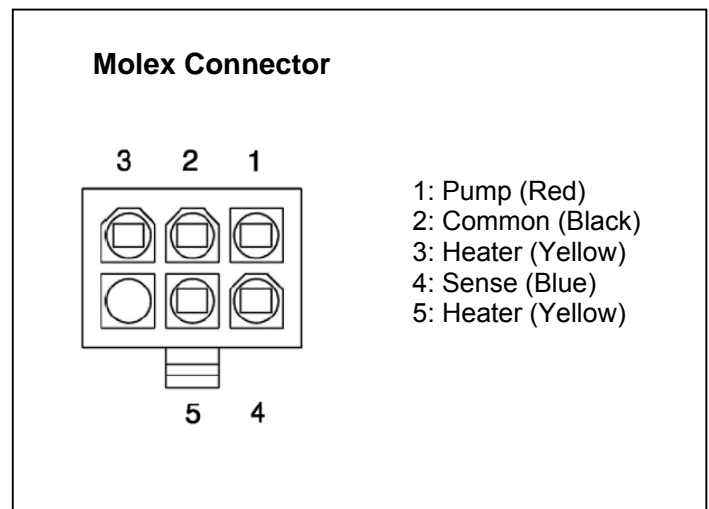 Molex Connector
3 2 1
1: Pump (Red)
2: Common (Black)
3: Heater (Yellow)
4: Sense (Blue)
5: Heater (Yellow)
5 4